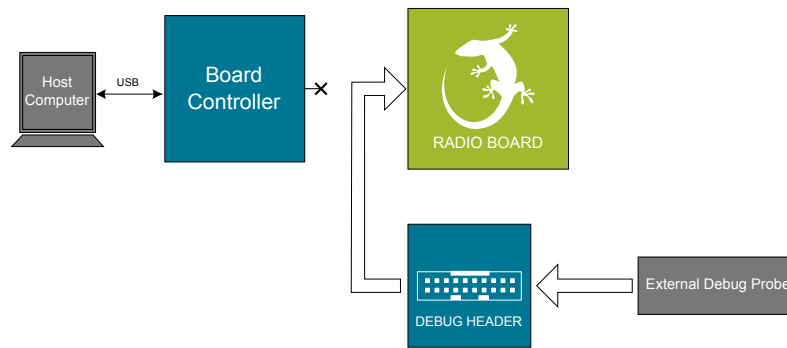 Host
Computer
USB
Board
Controller
RADIO BOARD
DEBUG HEADER
External Debug Probe